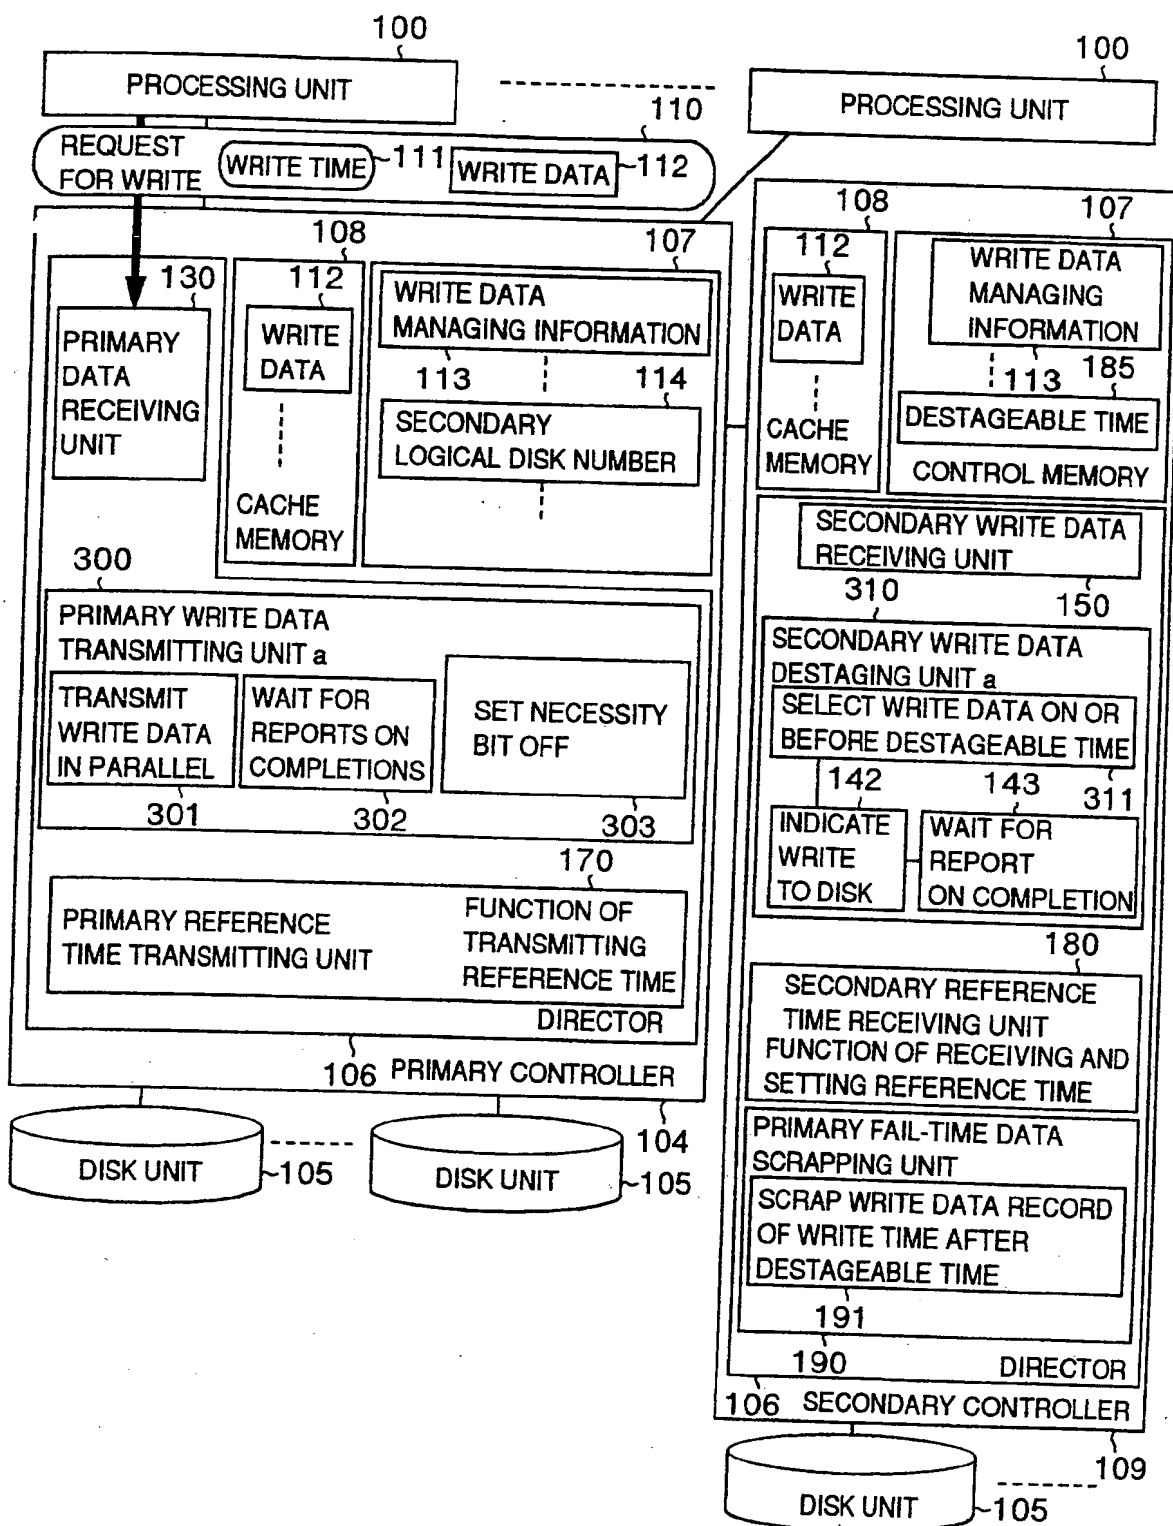 100
PROCESSING UNIT
100
PROCESSING UNIT
110
REQUEST
FOR WRITE
WRITE TIME
111
WRITE DATA
112
108
107
130
PRIMARY
DATA
RECEIVING
UNIT
112
WRITE
DATA
CACHE
MEMORY
WRITE DATA
MANAGING INFORMATION
113
114
SECONDARY
LOGICAL DISK NUMBER
300
PRIMARY WRITE DATA
TRANSMITTING UNIT a
TRANSMIT
WRITE DATA
IN PARALLEL
301
WAIT FOR
REPORTS ON
COMPLETIONS
302
SET NECESSITY
BIT OFF
303
170
PRIMARY REFERENCE
TIME TRANSMITTING UNIT
FUNCTION OF
TRANSMITTING
REFERENCE TIME
DIRECTOR
106
PRIMARY CONTROLLER
104
DISK UNIT
105
DISK UNIT
105
108
107
112
WRITE
DATA
CACHE
MEMORY
WRITE DATA
MANAGING
INFORMATION
113
185
DESTAGEABLE TIME
CONTROL MEMORY
SECONDARY WRITE DATA
RECEIVING UNIT
150
310
SECONDARY WRITE DATA
DESTAGING UNIT a
SELECT WRITE DATA ON OR
BEFORE DESTAGEABLE TIME
311
142
INDICATE
WRITE
TO DISK
143
WAIT FOR
REPORT
ON COMPLETION
180
SECONDARY REFERENCE
TIME RECEIVING UNIT
FUNCTION OF RECEIVING AND
SETTING REFERENCE TIME
PRIMARY FAIL-TIME DATA
SCRAPPING UNIT
SCRAP WRITE DATA RECORD
OF WRITE TIME AFTER
DESTAGEABLE TIME
191
190
DIRECTOR
106
SECONDARY CONTROLLER
109
DISK UNIT
105